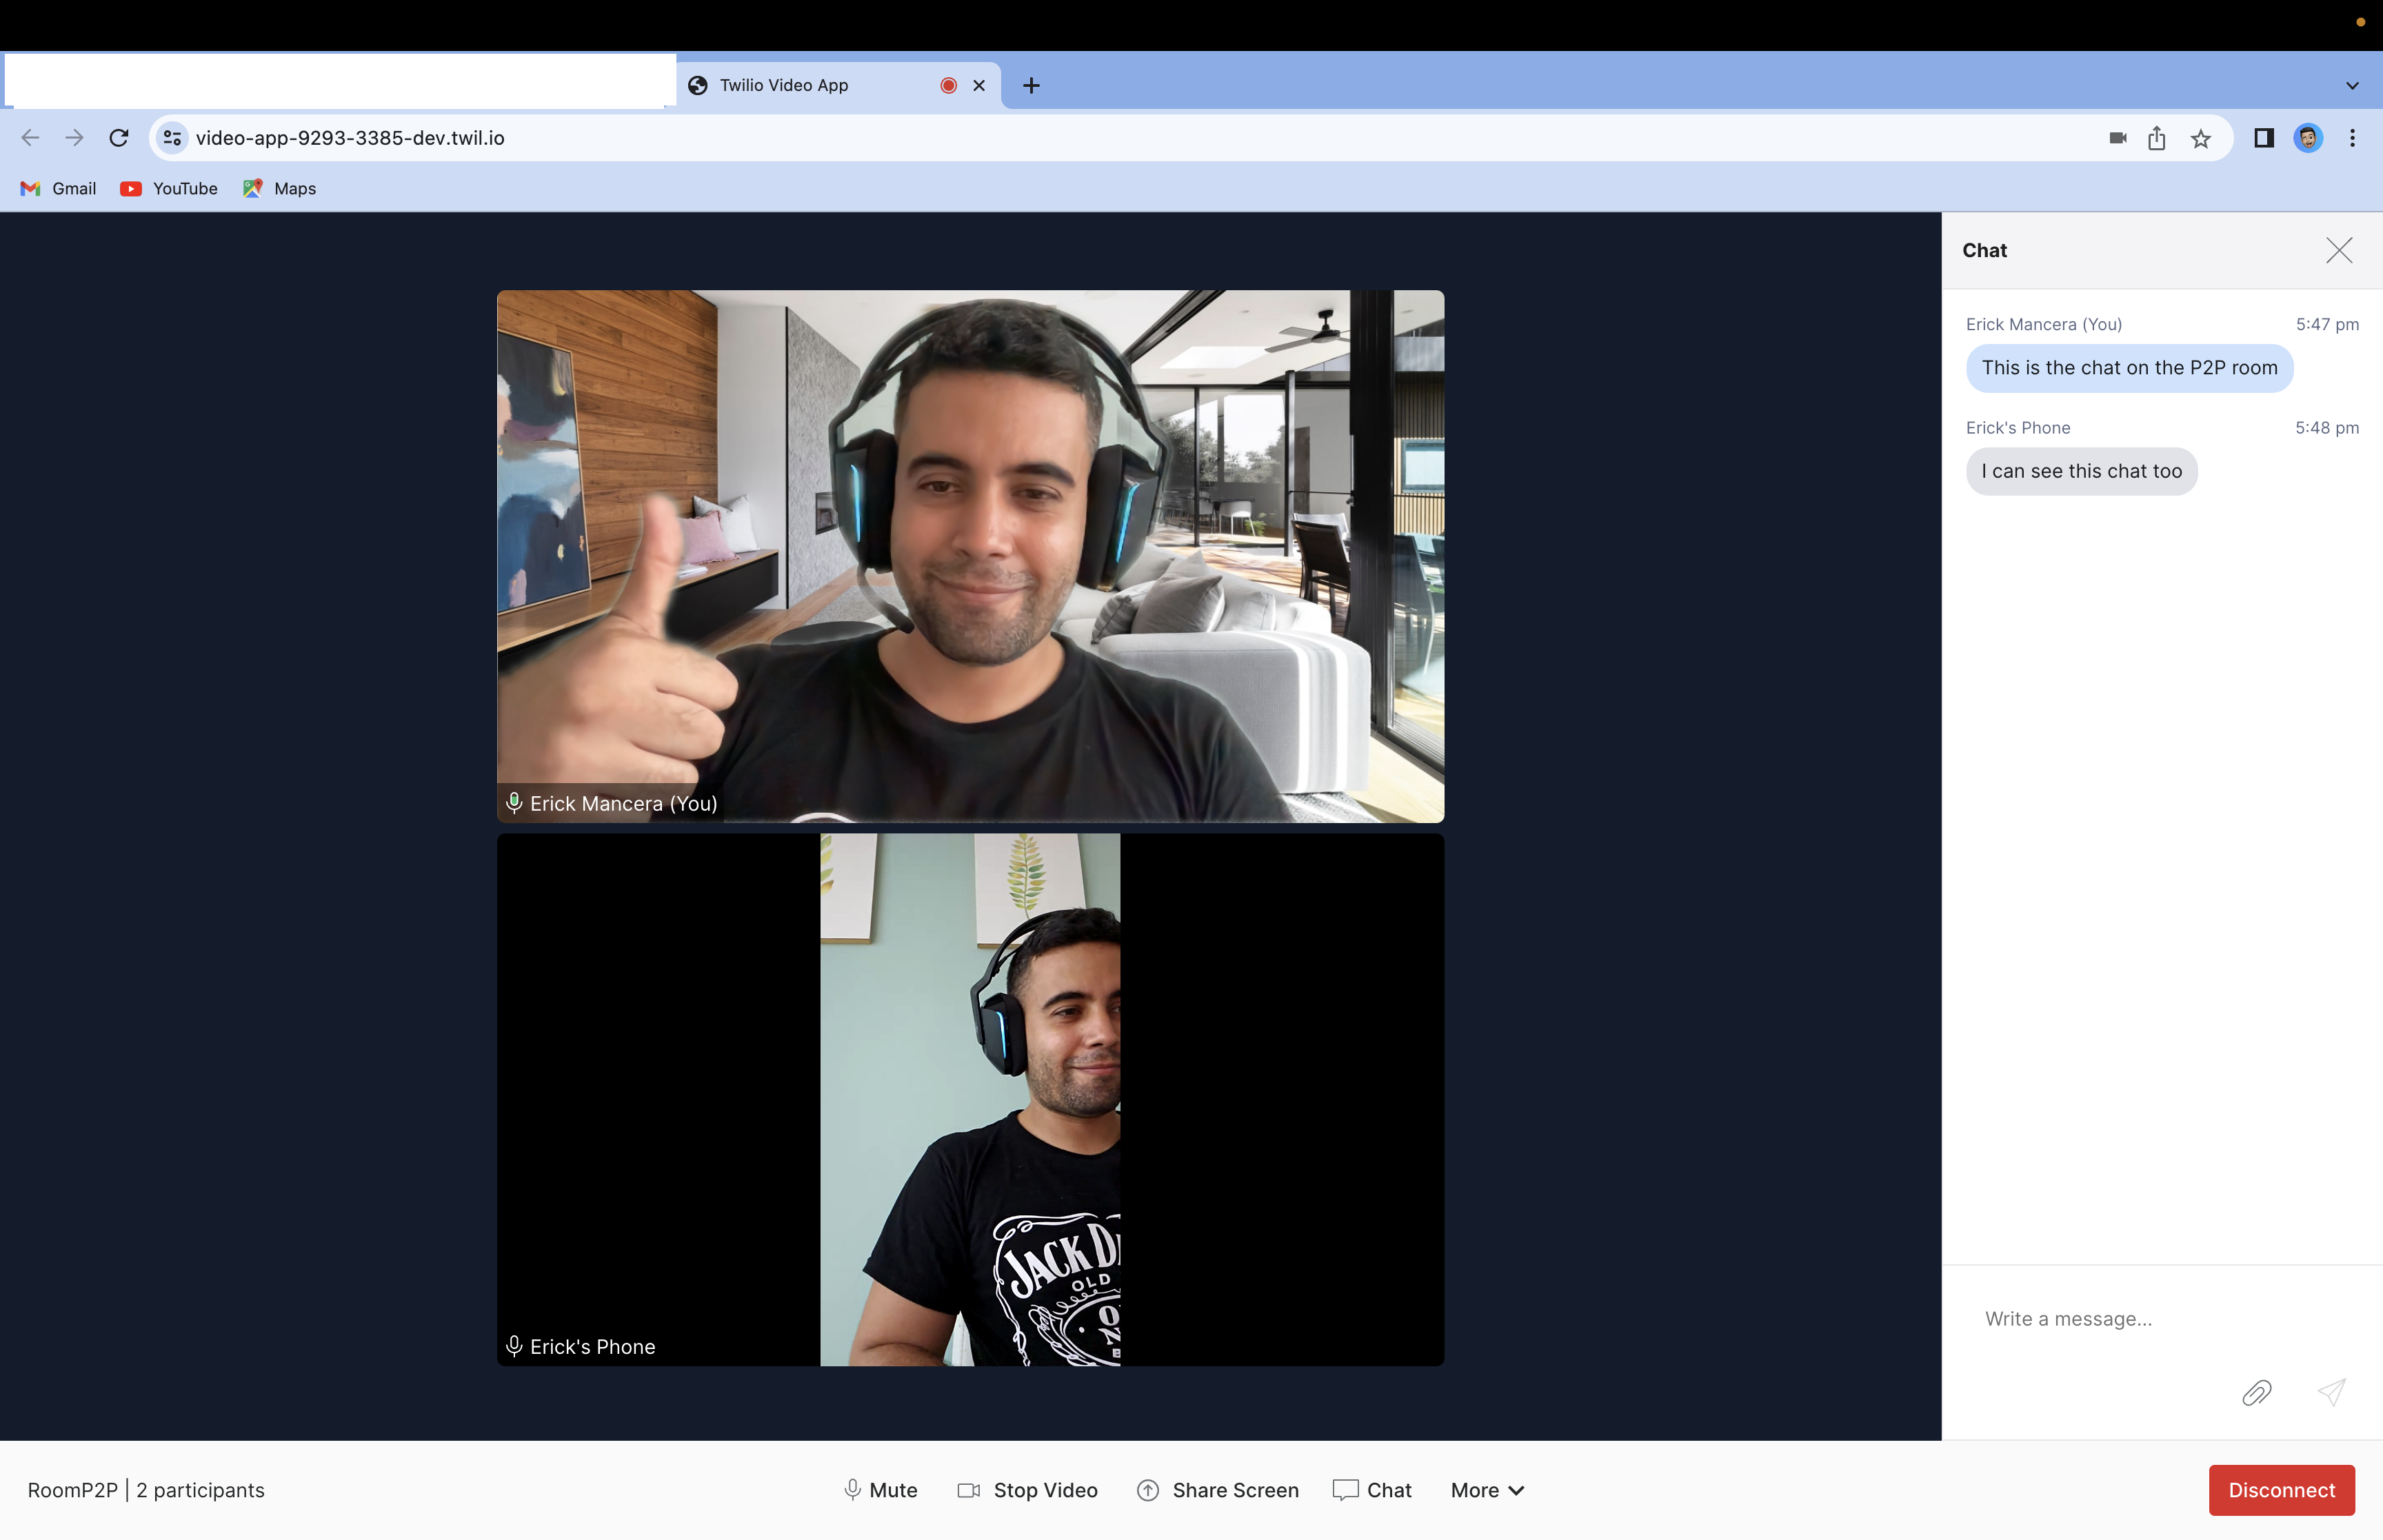 Twilio Video App
video-app-9293-3385-dev.twil.io
Gmail YouTube Maps
Chat
Erick Mancera (You) 5:47 pm
This is the chat on the P2P room
Erick's Phone 5:48 pm
I can see this chat too
Erick Mancera (You)
JACK D
OLD
Erick's Phone
Write a message...
RoomP2P | 2 participants Mute Stop Video Share Screen Chat More Disconnect